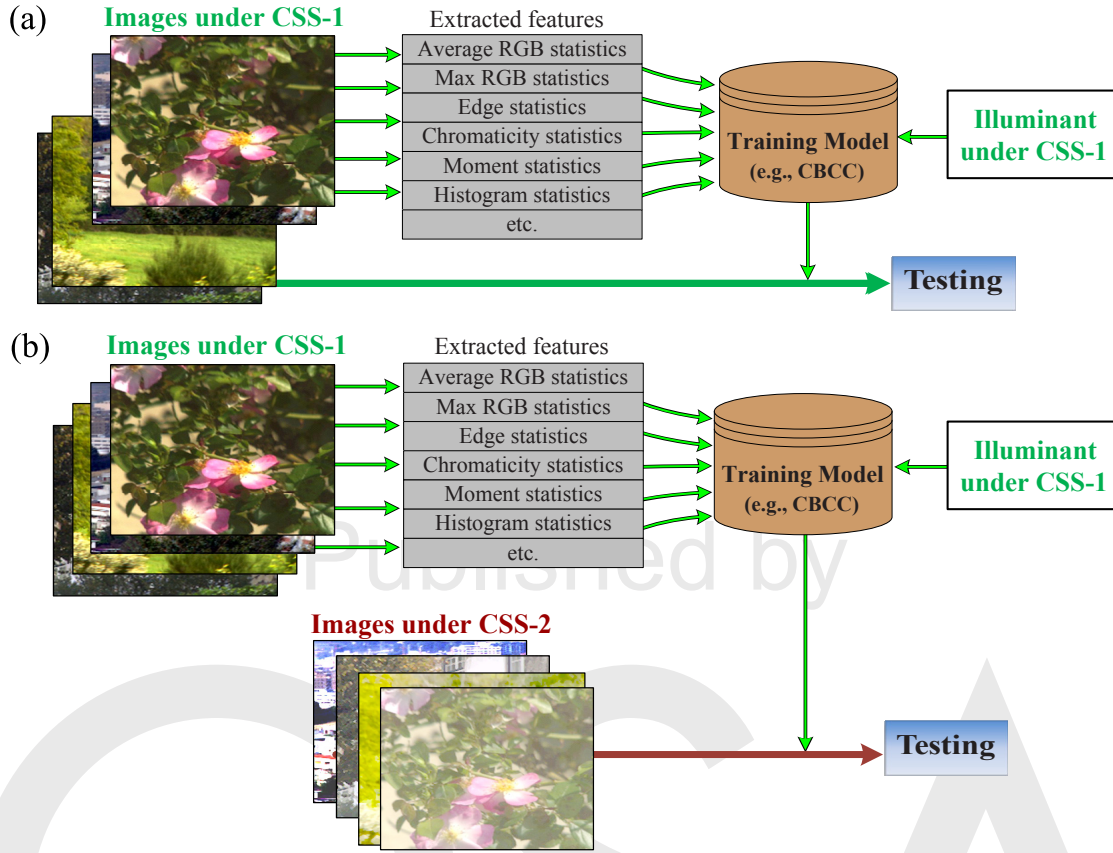 (a)
Images under CSS-1
Extracted features
Average RGB statistics
Max RGB statistics
Edge statistics
Chromaticity statistics
Moment statistics
Histogram statistics
etc.
Training Model
(e.g., CBCC)
Illuminant
under CSS-1
Testing
(b)
Images under CSS-1
Extracted features
Average RGB statistics
Max RGB statistics
Edge statistics
Chromaticity statistics
Moment statistics
Histogram statistics
etc.
Training Model
(e.g., CBCC)
Illuminant
under CSS-1
Published by
Images under CSS-2
Testing